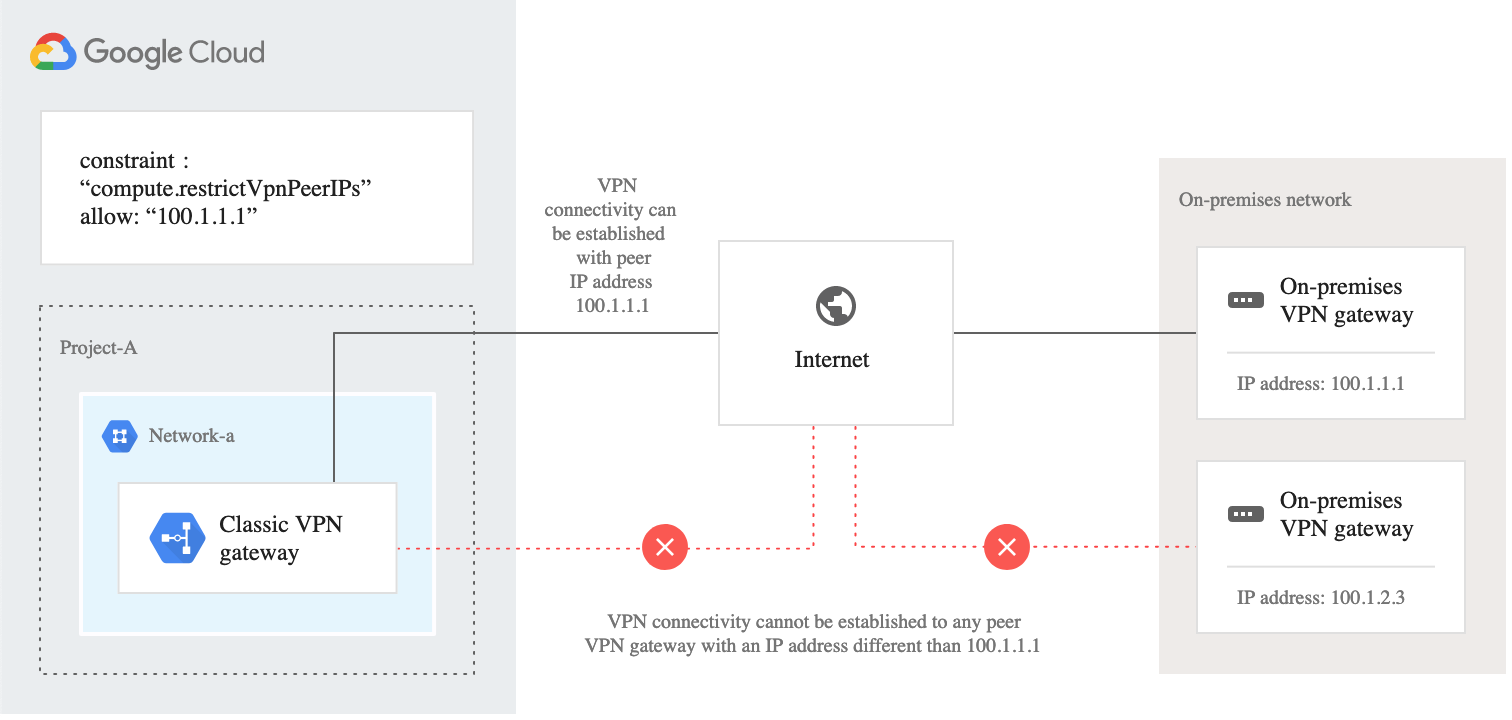 Google Cloud
constraint :
“compute.restrictVpnPeerIPs”
allow: “100.1.1.1”
VPN
connectivity can
be established
with peer
IP address
100.1.1.1
Project-A
Network-a
Classic VPN
gateway
Internet
On-premises network
On-premises
VPN gateway
IP address: 100.1.1.1
On-premises
VPN gateway
IP address: 100.1.2.3
VPN connectivity cannot be established to any peer
VPN gateway with an IP address different than 100.1.1.1